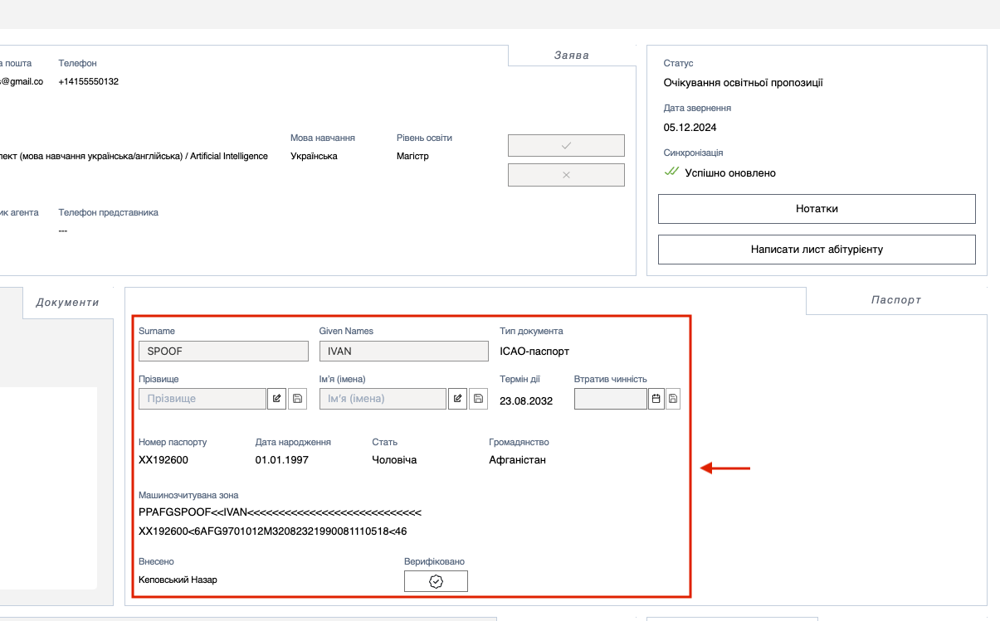 а пошта Телефон
s@gmail.co +14155550132
Заява
Мова навчання Рівень освіти
лект (мова навчання українська/англійська) / Artificial Intelligence Українська Магістр
ик агента Телефон представника
---
Статус
Очікування освітньої пропозиції
Дата звернення
05.12.2024
Синхронізація
Успішно оновлено
Нотатки
Написати лист абітурієнту
Документи
Паспорт
Surname Given Names Тип документа
SPOOF IVAN ІСАО-паспорт
Прізвище Ім'я (імена) Термін дії Втратив чинність
Прізвище Ім'я (імена) 23.08.2032
Номер паспорту Дата народження Стать Громадянство
XX192600 01.01.1997 Чоловіча Афганістан
Машинозчитувана зона
PPAFGSPOOF<<IVAN<<<<<<<<<<<<<<<<<<<<<<<<<<<<
XX192600<6AFG9701012M32082321990081110518<46
Внесено Верифіковано
Кеповський Назар